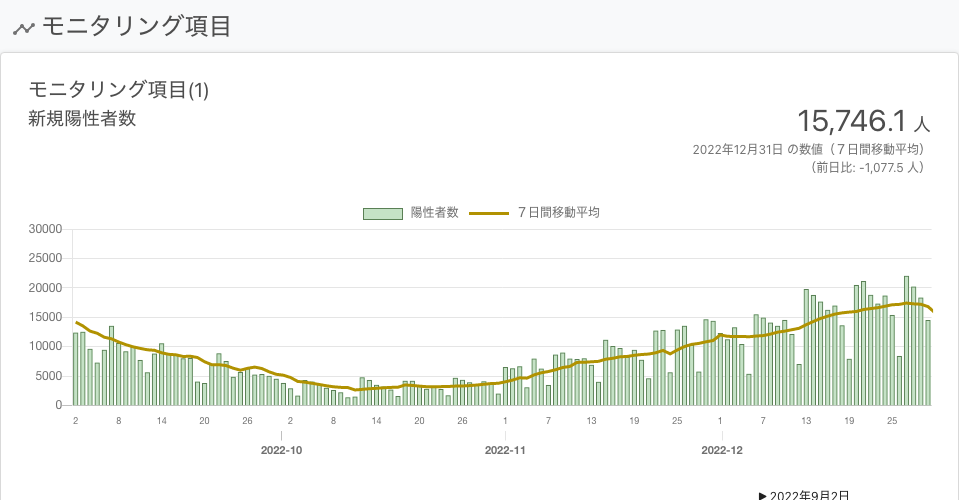 モニタリング項目
モニタリング項目(1)
新規陽性者数
15,746.1 人
2022年12月31日 の数値（７日間移動平均）
（前日比: -1,077.5 人）
陽性者数 ７日間移動平均
30000
25000
20000
15000
10000
5000
0
2 8 14 20 26 2 8 14 20 26 1 7 13 19 25 1 7 13 19 25
2022-10 2022-11 2022-12
▶ 2022年9月2日